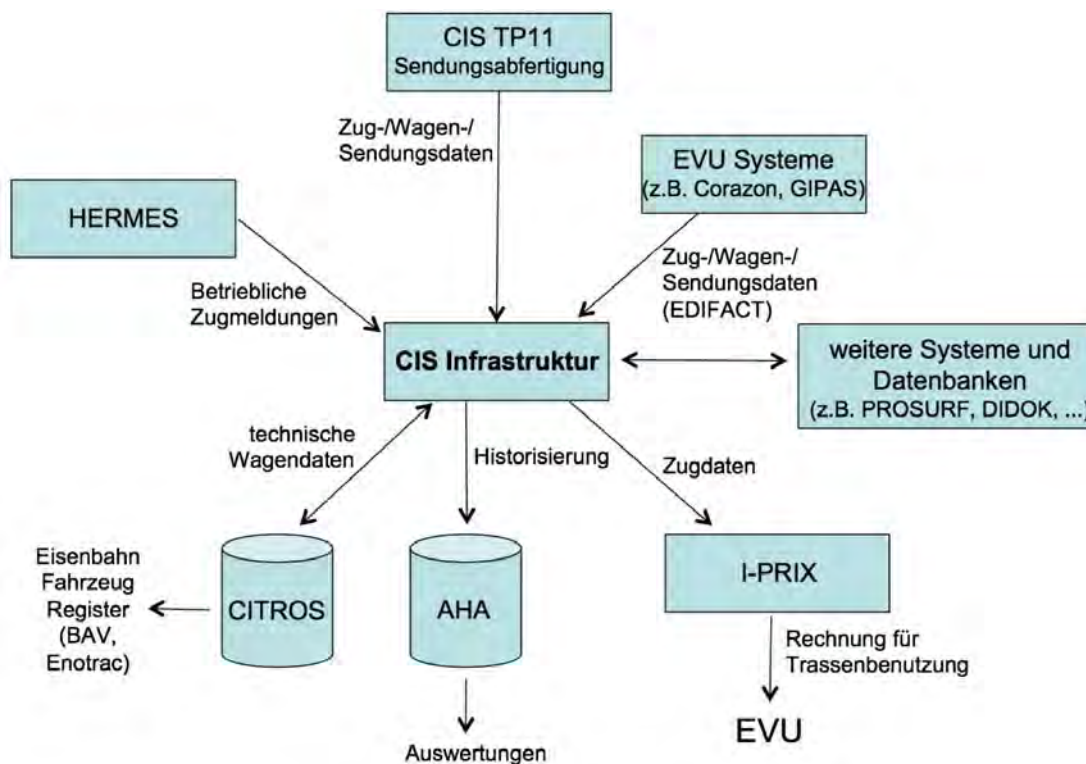 CIS TP11
Sendungsabfertigung
Zug-/Wagen-/
Sendungsdaten
EVU Systeme
(z.B. Corazon, GIPAS)
HERMES
Zug-/Wagen-/
Sendungsdaten
(EDIFACT)
Betriebliche
Zugmeldungen
CIS Infrastruktur
weitere Systeme und
Datenbanken
(z.B. PROSURF, DIDOK, ...)
technische
Wagendaten
Historisierung
Zugdaten
Eisenbahn
Fahrzeug
Register
(BAV,
Enotrac)
CITROS
AHA
I-PRIX
Rechnung für
Trassenbenutzung
EVU
Auswertungen